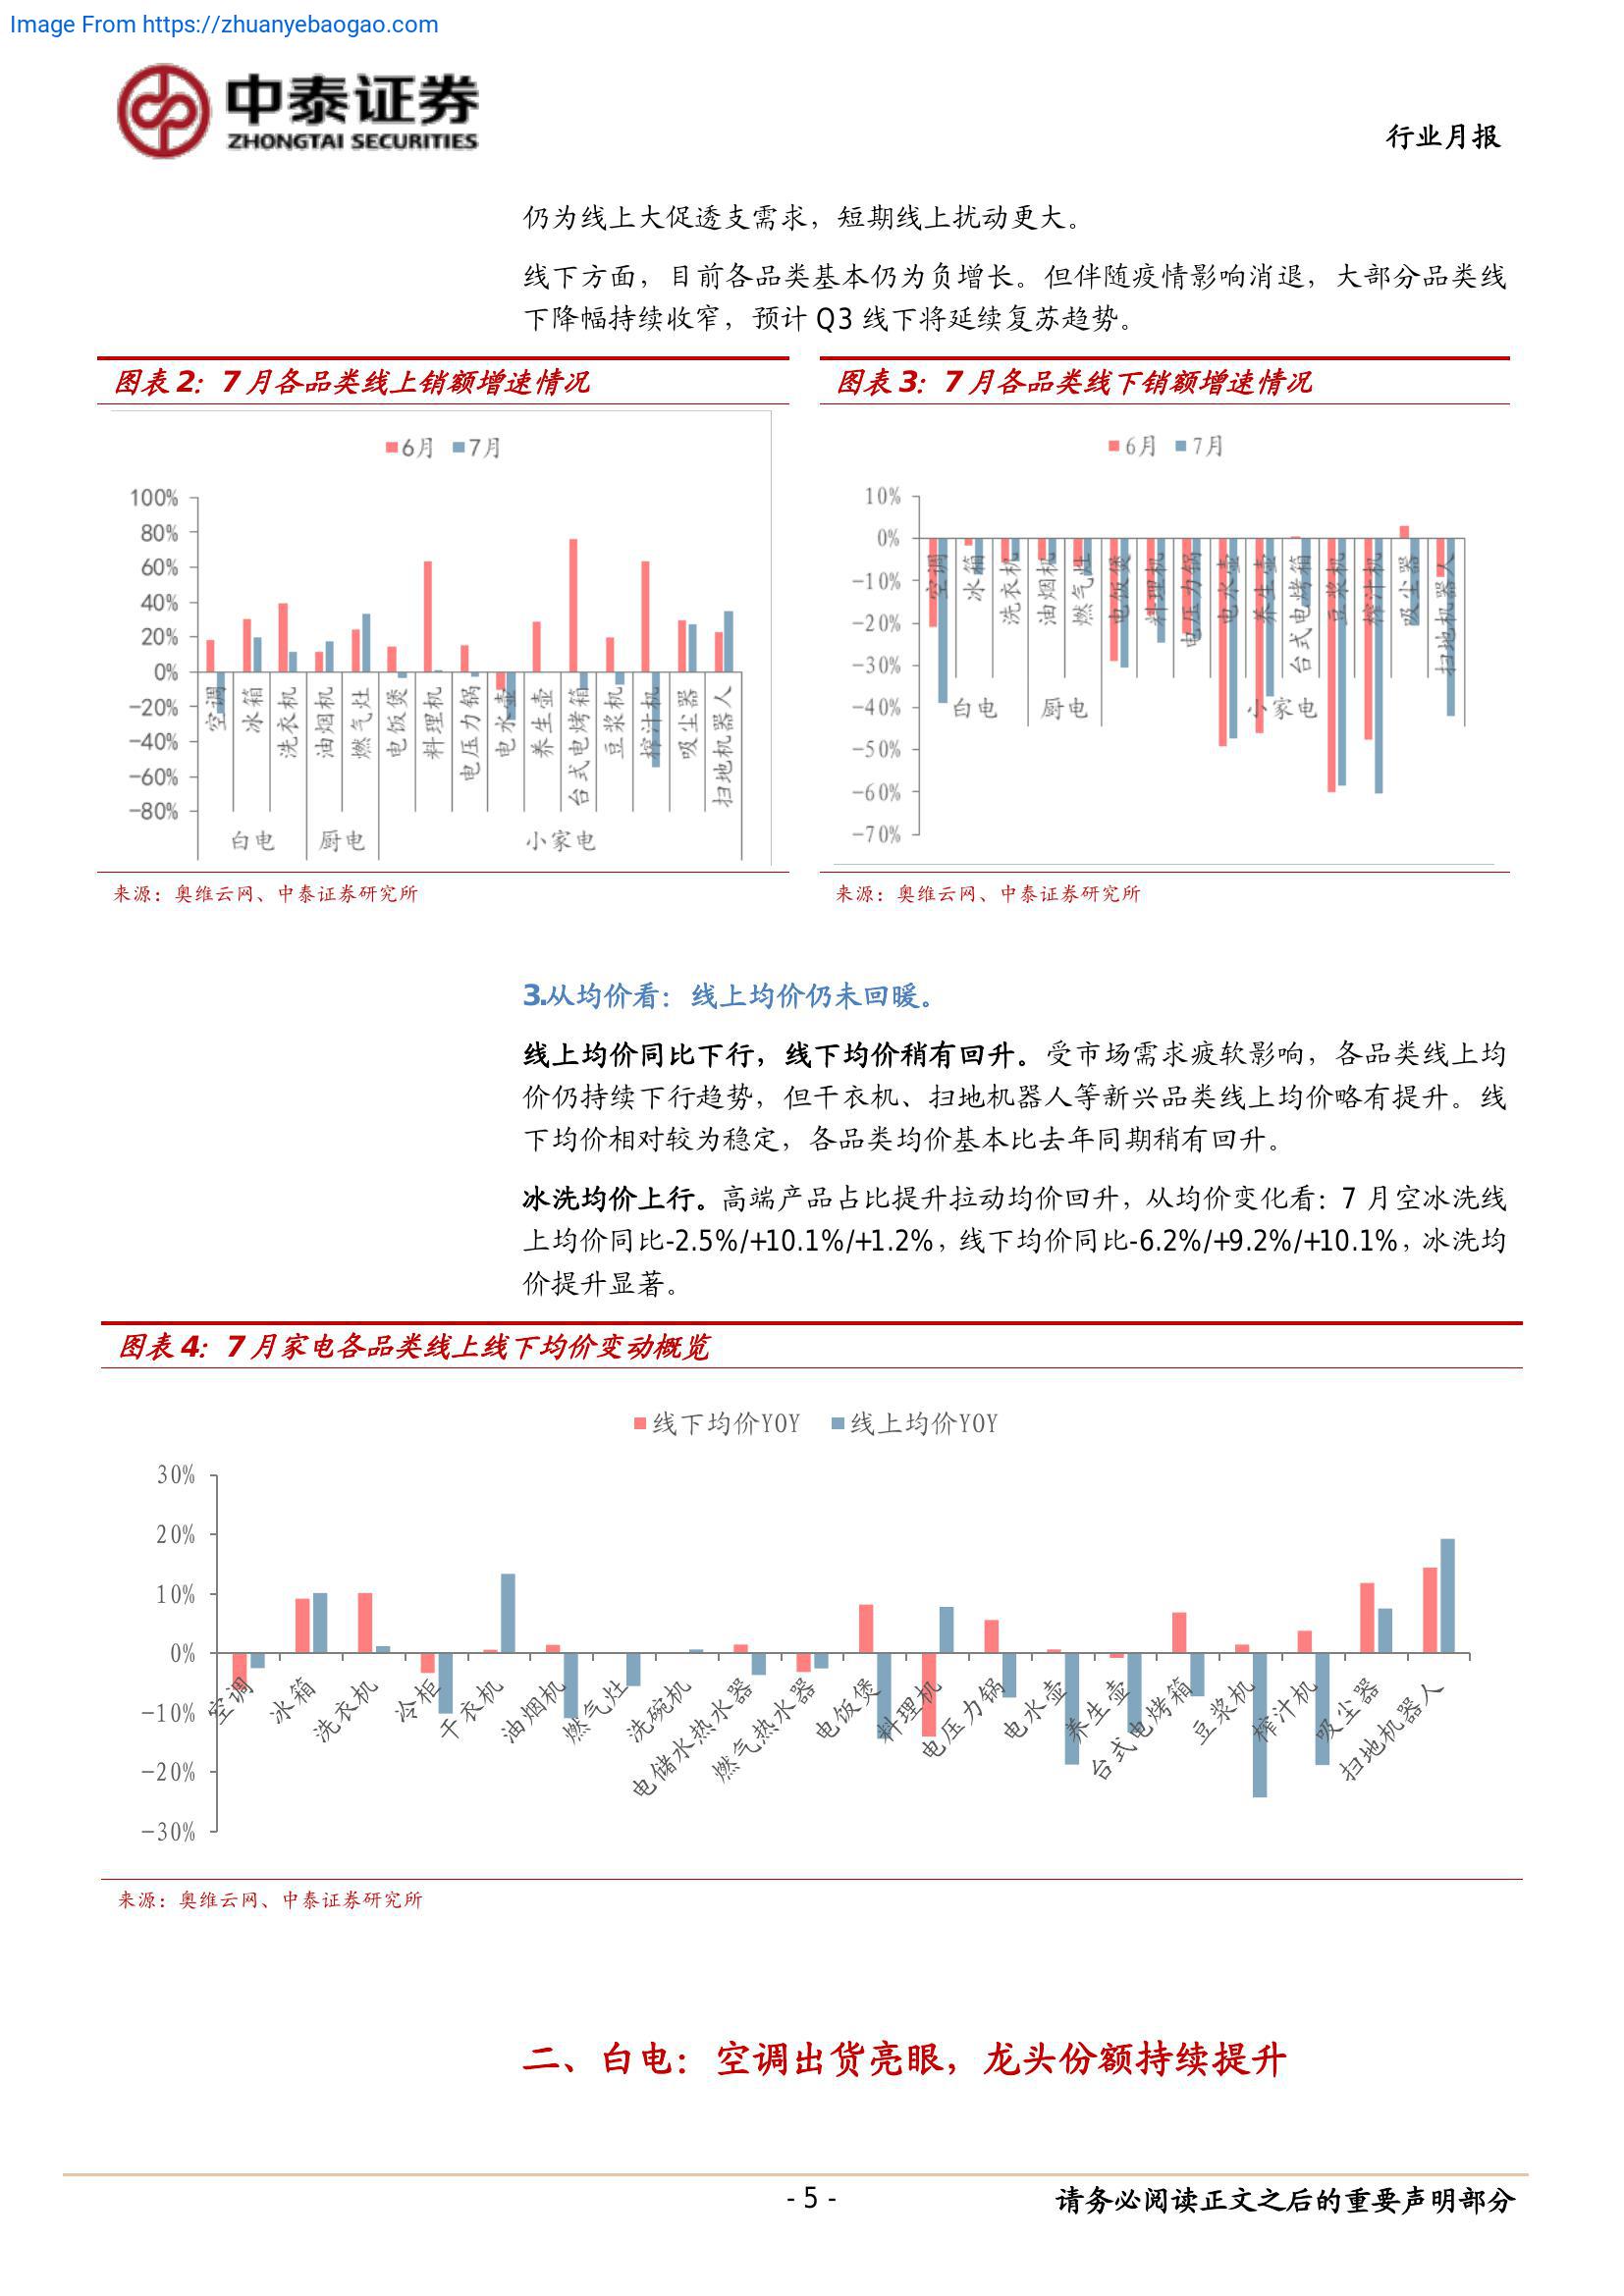 Image From https://zhuanyebaogao.com
中泰证券
ZHONGTAI SECURITIES
行业月报
仍为线上大促透支需求，短期线上扰动更大。
线下方面，目前各品类基本仍为负增长。但伴随疫情影响消退，大部分品类线
下降幅持续收窄，预计 Q3 线下将延续复苏趋势。
图表 2：7 月各品类线上销额增速情况
6月 7月
100%
80%
60%
40%
20%
0%
-20%
-40%
-60%
-80%
空调 冰箱 洗衣机 油烟机 燃气灶 电饭煲 料理机 电压力锅 电水壶 养生壶 台式电烤箱 豆浆机 榨汁机 吸尘器 扫地机器人
白电 厨电 小家电
来源：奥维云网、中泰证券研究所
图表 3：7 月各品类线下销额增速情况
6月 7月
10%
0%
-10%
-20%
-30%
-40%
-50%
-60%
-70%
空调 冰箱 洗衣机 油烟机 燃气灶 电饭煲 料理机 电压力锅 电水壶 养生壶 台式电烤箱 豆浆机 榨汁机 吸尘器 扫地机器人
白电 厨电 小家电
来源：奥维云网、中泰证券研究所
3.从均价看：线上均价仍未回暖。
线上均价同比下行，线下均价稍有回升。受市场需求疲软影响，各品类线上均
价仍持续下行趋势，但干衣机、扫地机器人等新兴品类线上均价略有提升。线
下均价相对较为稳定，各品类均价基本比去年同期稍有回升。
冰洗均价上行。高端产品占比提升拉动均价回升，从均价变化看：7 月空冰洗线
上均价同比-2.5%/+10.1%/+1.2%，线下均价同比-6.2%/+9.2%/+10.1%，冰洗均
价提升显著。
图表 4：7 月家电各品类线上线下均价变动概览
线下均价YOY 线上均价YOY
30%
20%
10%
0%
-10%
-20%
-30%
空调 冰箱 洗衣机 冷柜 干衣机 油烟机 燃气灶 洗碗机 电储水热水器 燃气热水器 电饭煲 料理机 电压力锅 电水壶 养生壶 台式电烤箱 豆浆机 榨汁机 吸尘器 扫地机器人
来源：奥维云网、中泰证券研究所
二、白电：空调出货亮眼，龙头份额持续提升
- 5 -
请务必阅读正文之后的重要声明部分